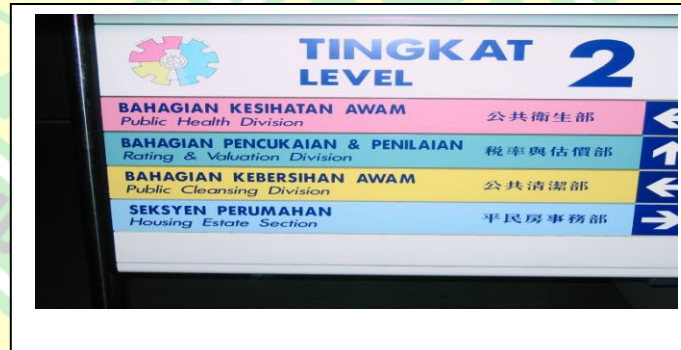 TINGKAT 2
LEVEL
BAHAGIAN KESIHATAN AWAM
Public Health Division
公共衛生部
BAHAGIAN PENCUKAIAN & PENILAIAN
Rating & Valuation Division
税率與估價部
BAHAGIAN KEBERSIHAN AWAM
Public Cleansing Division
公共清潔部
SEKSYEN PERUMAHAN
Housing Estate Section
平民房事務部